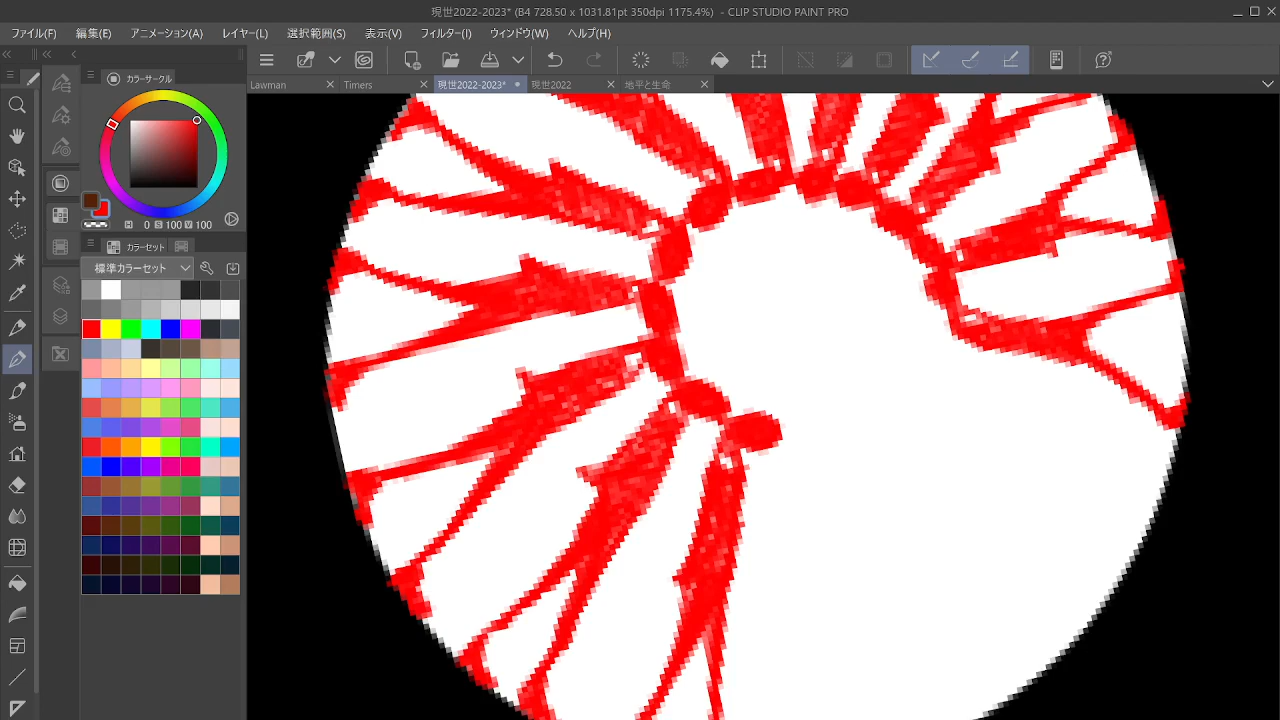 現世2022-2023* (B4 728.50 x 1031.81pt 350dpi 1175.4%) - CLIP STUDIO PAINT PRO
ファイル(F) 編集(E) アニメーション(A) レイヤー(L) 選択範囲(S) 表示(V) フィルター(I) ウィンドウ(W) ヘルプ(H)
Lawman Timers 現世2022-2023* 現世2022 地平と生命
カラーサークル
H 0 S 100 V 100
カラーセット
標準カラーセット